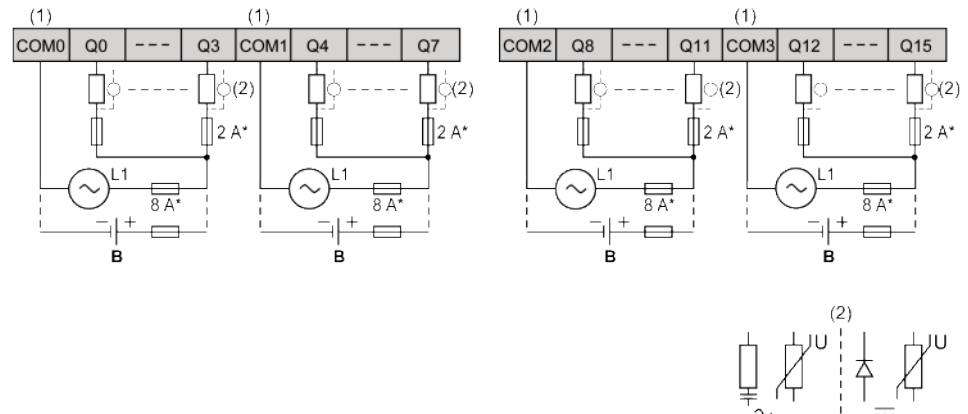 (1) (1) (1) (1)
COM0 Q0 --- Q3 COM1 Q4 --- Q7 COM2 Q8 --- Q11 COM3 Q12 --- Q15
(2) (2) (2) (2)
2 A* 2 A* 2 A* 2 A*
L1 L1 L1 L1
8 A* 8 A* 8 A* 8 A*
− + − + − + − +
B B B B
(2)
U U